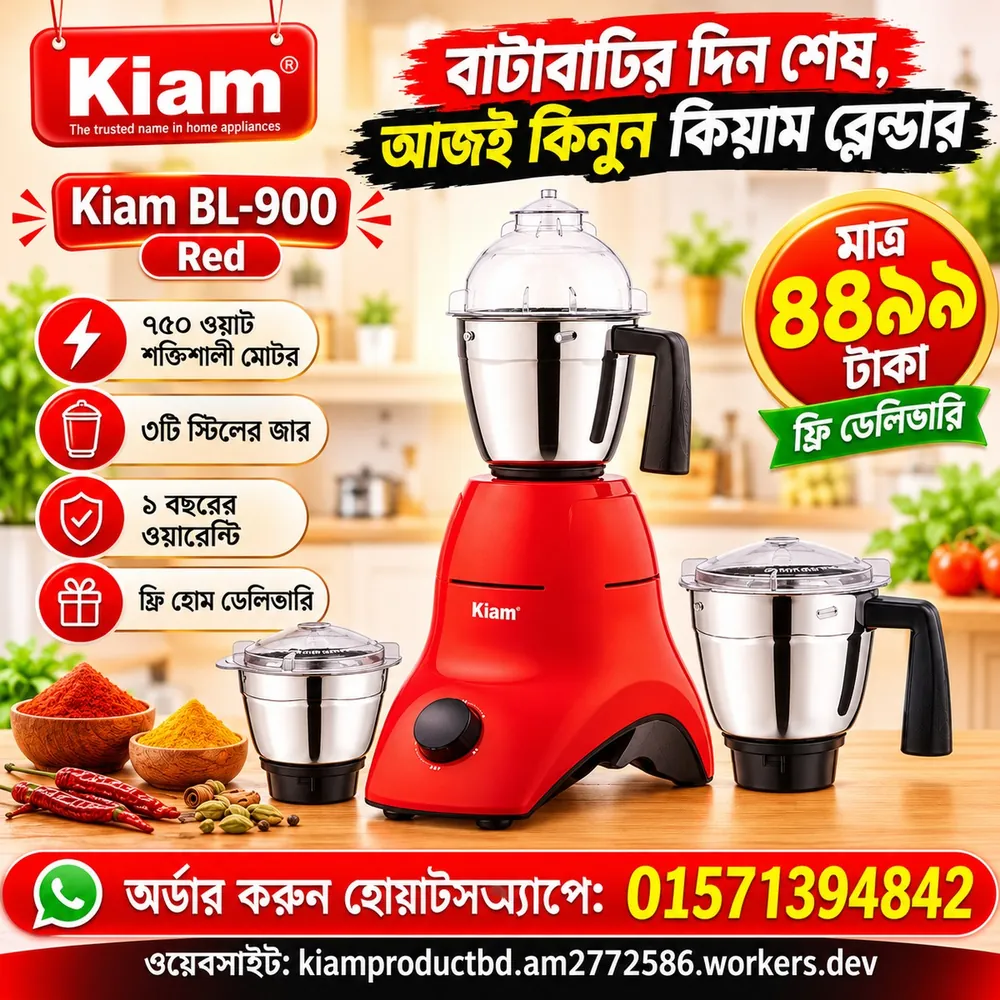 Kiam®
The trusted name in home appliances
বাটাবাটির দিন শেষ,
আজই কিনুন কিয়াম ব্লেন্ডার
Kiam BL-900
Red
মাত্র
৪৪৯৯
টাকা
ফ্রি ডেলিভারি
৭৫০ ওয়াট
শক্তিশালী মোটর
৩টি স্টিলের জার
১ বছরের
ওয়ারেন্টি
ফ্রি হোম ডেলিভারি
Kiam®
অর্ডার করুন হোয়াটসঅ্যাপে: 01571394842
ওয়েবসাইট: kiamproductbd.am2772586.workers.dev